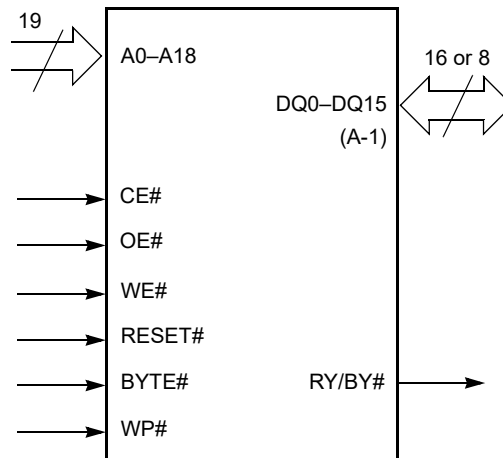 19
A0–A18
16 or 8
DQ0–DQ15
(A-1)
CE#
OE#
WE#
RESET#
BYTE#
RY/BY#
WP#